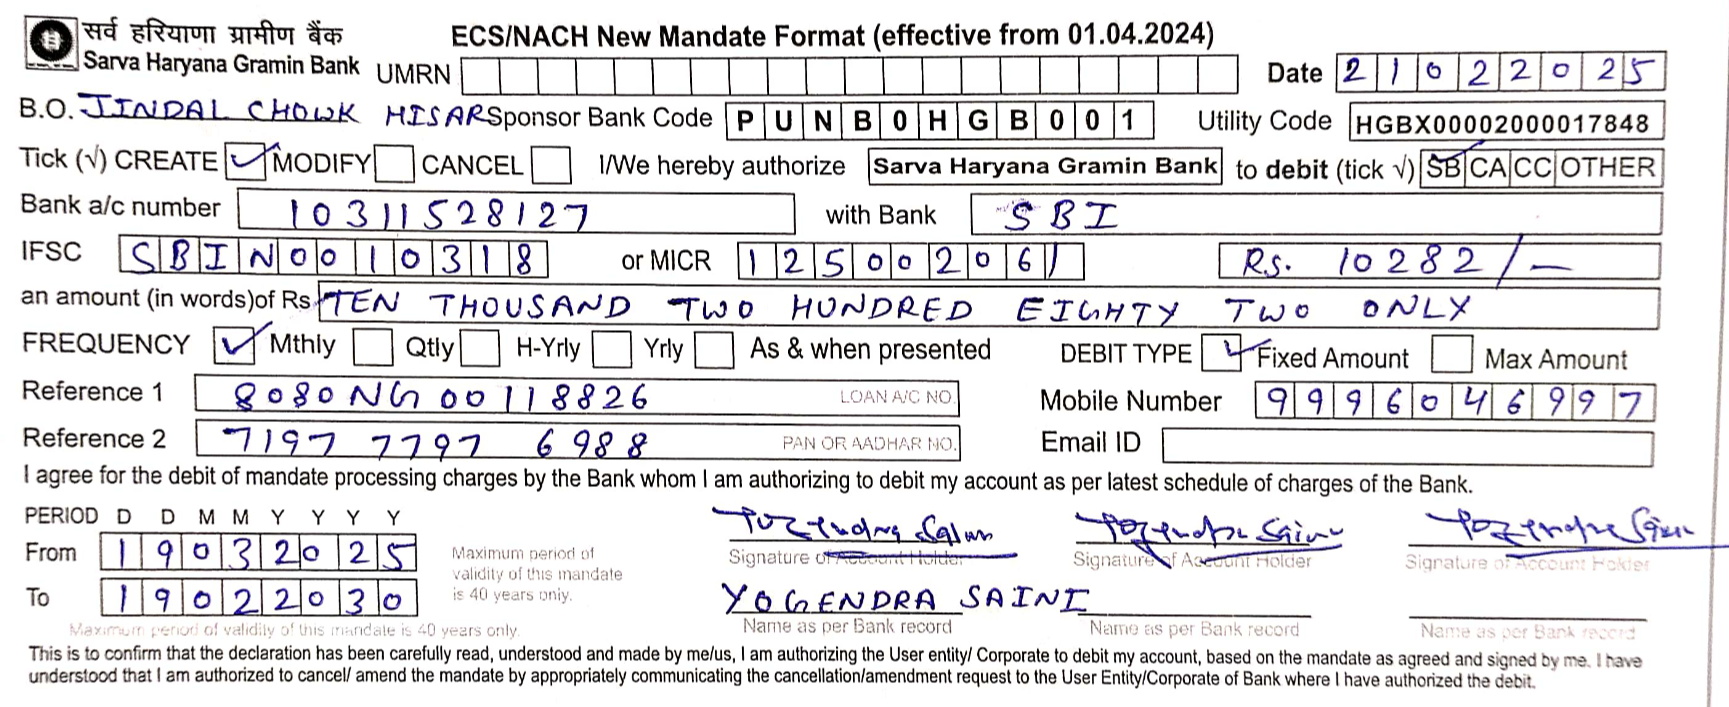 सर्व हरियाणा ग्रामीण बैंक
Sarva Haryana Gramin Bank
ECS/NACH New Mandate Format (effective from 01.04.2024)
UMRN Date 21022025
B.O. JINDAL CHOWK HISAR Sponsor Bank Code PUNB0HGB001 Utility Code HGBX00002000017848
Tick (√) CREATE ✓ MODIFY CANCEL I/We hereby authorize Sarva Haryana Gramin Bank to debit (tick √) SB CA CC OTHER
Bank a/c number 10311528127 with Bank SBI
IFSC SBIN0010318 or MICR 125002061 Rs. 10282/-
an amount (in words)of Rs TEN THOUSAND TWO HUNDRED EIGHTY TWO ONLY
FREQUENCY ✓ Mthly Qtly H-Yrly Yrly As & when presented DEBIT TYPE ✓ Fixed Amount Max Amount
Reference 1 8080NG00118826 LOAN A/C NO. Mobile Number 9996046997
Reference 2 7197 7797 6988 PAN OR AADHAR NO. Email ID
I agree for the debit of mandate processing charges by the Bank whom I am authorizing to debit my account as per latest schedule of charges of the Bank.
PERIOD D D M M Y Y Y Y
From 19032025
To 19022030
Maximum period of validity of this mandate is 40 years only.
Maximum period of
validity of this mandate
is 40 years only.
Yogendra Saini Yogendra Saini Yogendra Saini
Signature of Account Holder Signature of Account Holder Signature of Account Holder
YOGENDRA SAINI
Name as per Bank record Name as per Bank record Name as per Bank record
This is to confirm that the declaration has been carefully read, understood and made by me/us, I am authorizing the User entity/ Corporate to debit my account, based on the mandate as agreed and signed by me. I have
understood that I am authorized to cancel/ amend the mandate by appropriately communicating the cancellation/amendment request to the User Entity/Corporate of Bank where I have authorized the debit.